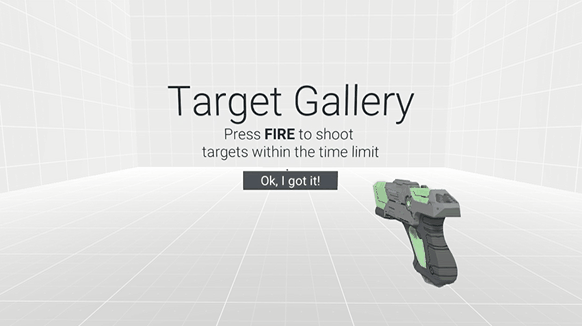 Target Gallery
Press FIRE to shoot
targets within the time limit
Ok, I got it!